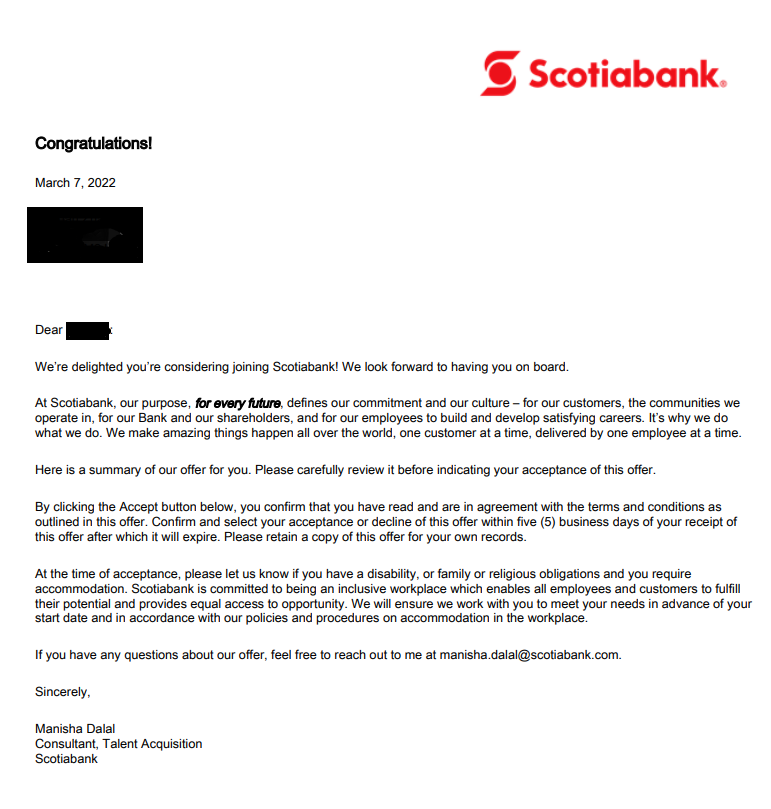 Scotiabank®
Congratulations!
March 7, 2022
Dear
We're delighted you're considering joining Scotiabank! We look forward to having you on board.
At Scotiabank, our purpose, for every future, defines our commitment and our culture – for our customers, the communities we
operate in, for our Bank and our shareholders, and for our employees to build and develop satisfying careers. It's why we do
what we do. We make amazing things happen all over the world, one customer at a time, delivered by one employee at a time.
Here is a summary of our offer for you. Please carefully review it before indicating your acceptance of this offer.
By clicking the Accept button below, you confirm that you have read and are in agreement with the terms and conditions as
outlined in this offer. Confirm and select your acceptance or decline of this offer within five (5) business days of your receipt of
this offer after which it will expire. Please retain a copy of this offer for your own records.
At the time of acceptance, please let us know if you have a disability, or family or religious obligations and you require
accommodation. Scotiabank is committed to being an inclusive workplace which enables all employees and customers to fulfill
their potential and provides equal access to opportunity. We will ensure we work with you to meet your needs in advance of your
start date and in accordance with our policies and procedures on accommodation in the workplace.
If you have any questions about our offer, feel free to reach out to me at manisha.dalal@scotiabank.com.
Sincerely,
Manisha Dalal
Consultant, Talent Acquisition
Scotiabank